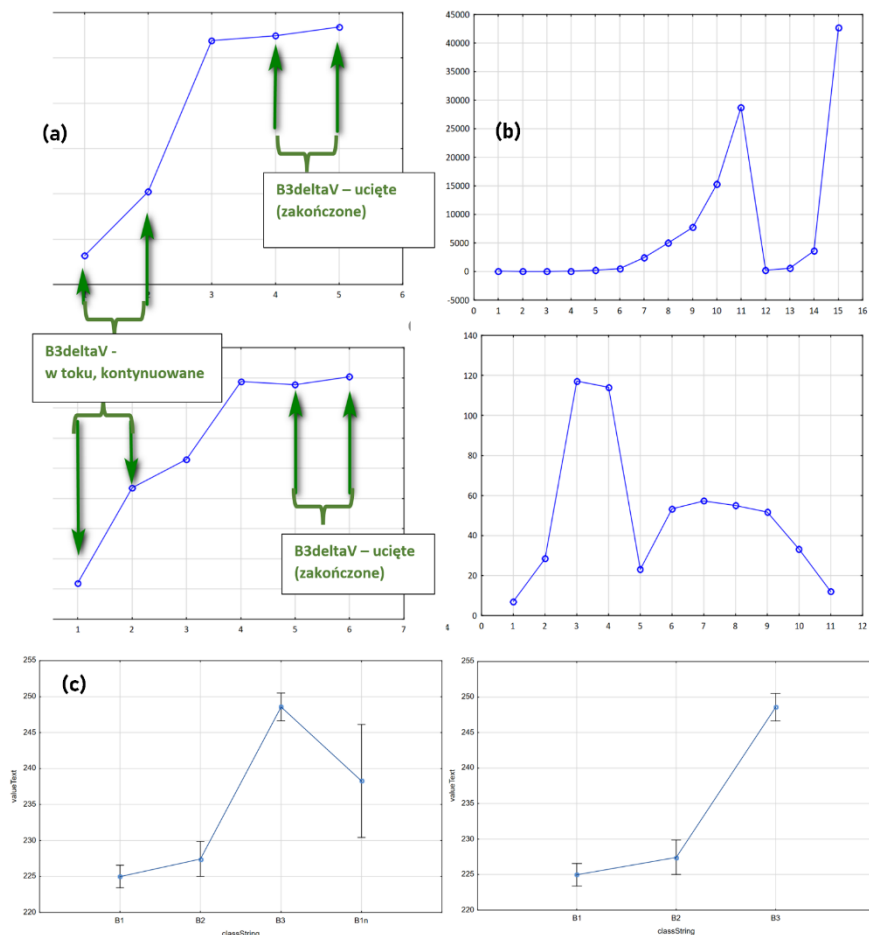 (a)
B3deltaV – ucięte
(zakończone)
3 4 5 6
B3deltaV -
w toku, kontynuowane
B3deltaV – ucięte
(zakończone)
1 2 3 4 5 6 7
(b)
45000
40000
35000
30000
25000
20000
15000
10000
5000
0
-5000
0 1 2 3 4 5 6 7 8 9 10 11 12 13 14 15 16
140
120
100
80
60
40
20
0
0 1 2 3 4 5 6 7 8 9 10 11 12
(c)
255
250
245
240
235
230
225
220
valueText
B1 B2 B3 B1n
classString
255
250
245
240
235
230
225
220
valueText
B1 B2 B3
classString